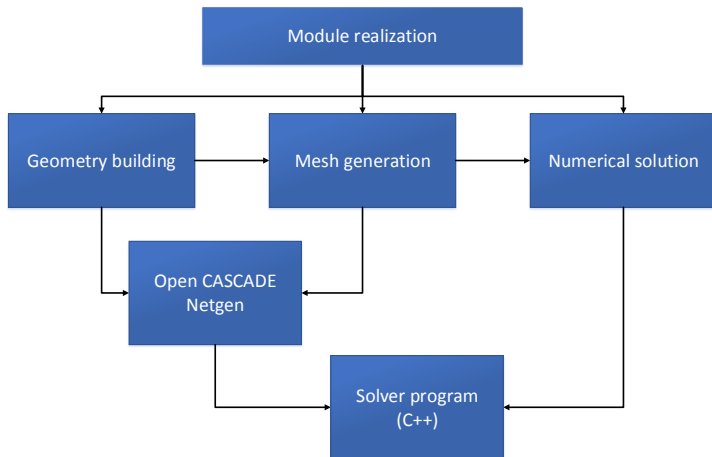 Module realization
Geometry building
Mesh generation
Numerical solution
Open CASCADE
Netgen
Solver program
(C++)